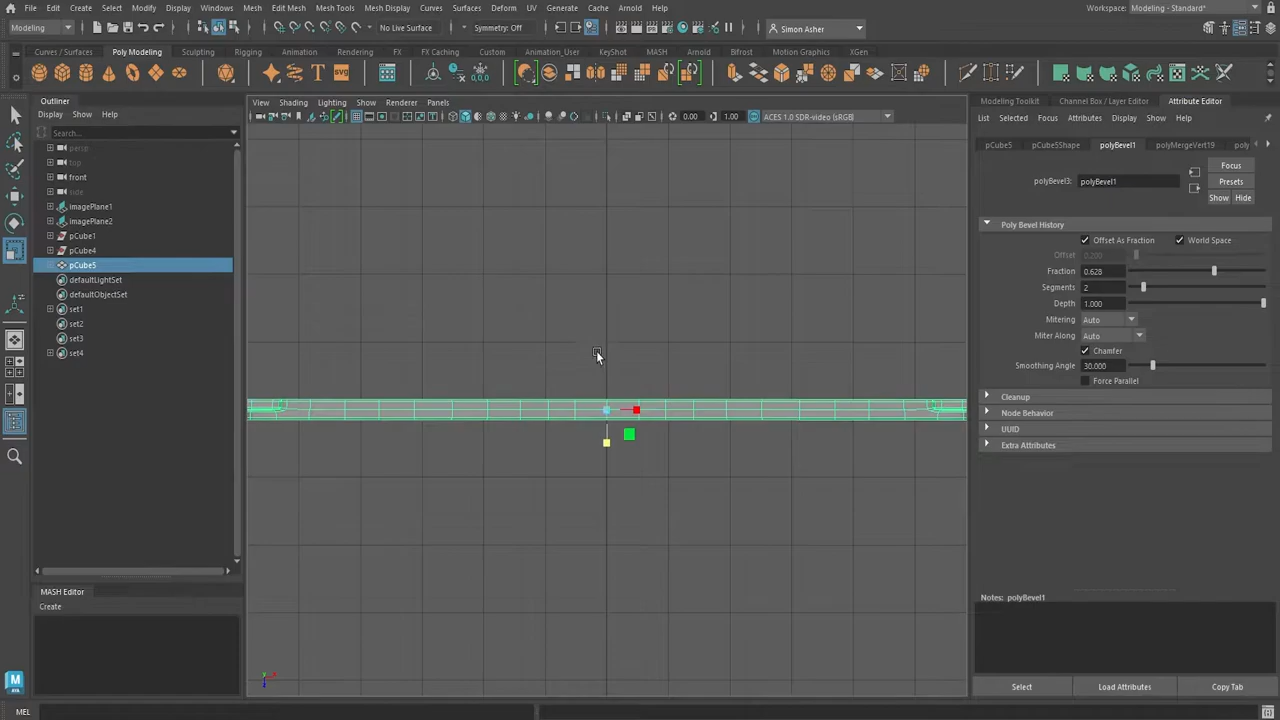 File Edit Create Select Modify Display Windows Mesh Edit Mesh Mesh Tools Mesh Display Curves Surfaces Deform UV Generate Cache Arnold Help
Workspace: Modeling - Standard*
Modeling
No Live Surface
Symmetry: Off
Simon Asher
Curves / Surfaces Poly Modeling Sculpting Rigging Animation Rendering FX FX Caching Custom Animation_User KeyShot MASH Arnold Bifrost Motion Graphics XGen
T
SVG
0,0,0
Outliner
Display Show Help
Search...
persp
top
front
side
imagePlane1
imagePlane2
pCube1
pCube4
pCube5
defaultLightSet
defaultObjectSet
set1
set2
set3
set4
MASH Editor
Create
View Shading Lighting Show Renderer Panels
0.00
1.00
ACES 1.0 SDR-video (sRGB)
Modeling Toolkit Channel Box / Layer Editor Attribute Editor
List Selected Focus Attributes Display Show Help
pCube5 pCube5Shape polyBevel1 polyMergeVert19 poly
Focus
Presets
Show Hide
polyBevel3: polyBevel1
Poly Bevel History
Offset As Fraction World Space
Offset 0.200
Fraction 0.628
Segments 2
Depth 1.000
Mitering Auto
Miter Along Auto
Chamfer
Smoothing Angle 30.000
Force Parallel
Cleanup
Node Behavior
UUID
Extra Attributes
Notes: polyBevel1
Select Load Attributes Copy Tab
MEL